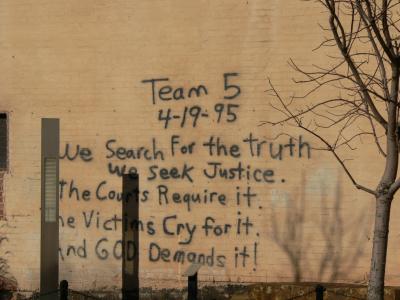 Team 5
4-19-95
We Search For the truth
We seek Justice.
The Courts Require it.
he Victims Cry for it.
And GOD Demands it!